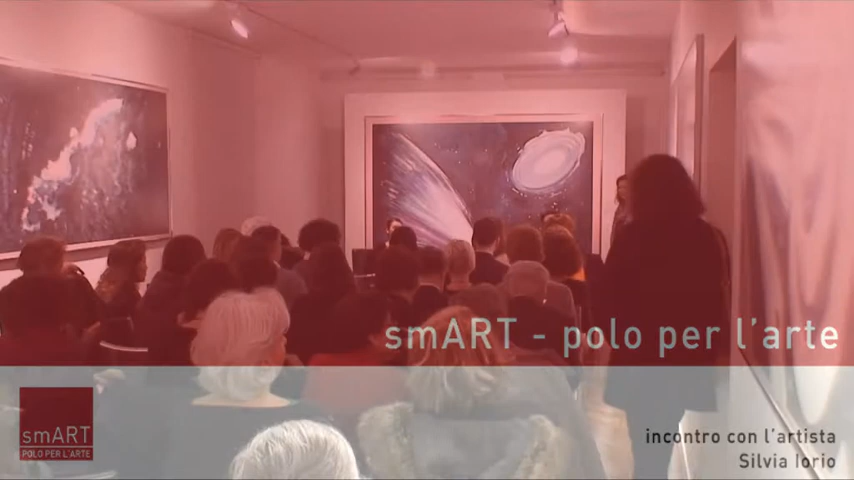 smART - polo per l'arte
smART
POLO PER L'ARTE
incontro con l'artista
Silvia Iorio